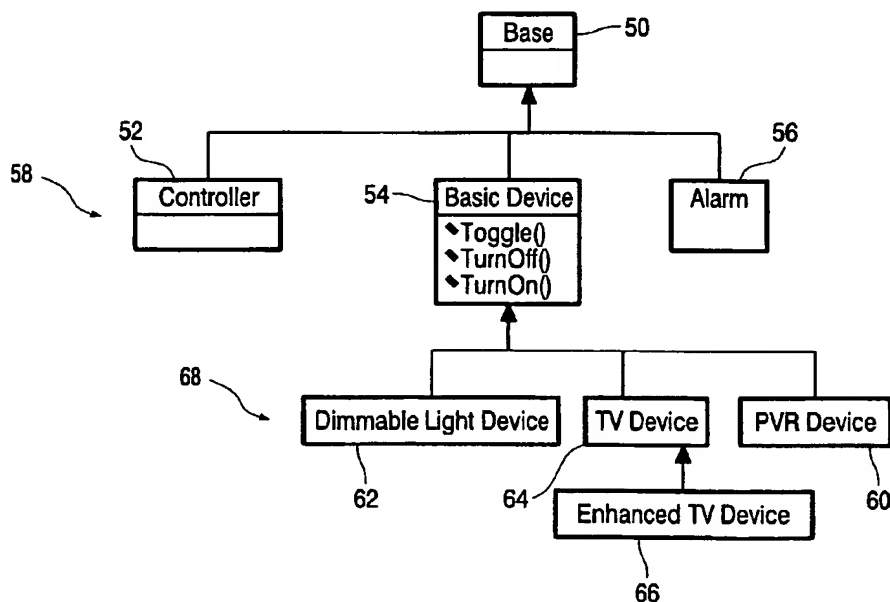 Base
50
52
56
58
Controller
54
Basic Device
Alarm
Toggle()
TurnOff()
TurnOn()
68
Dimmable Light Device
TV Device
PVR Device
62
64
60
Enhanced TV Device
66